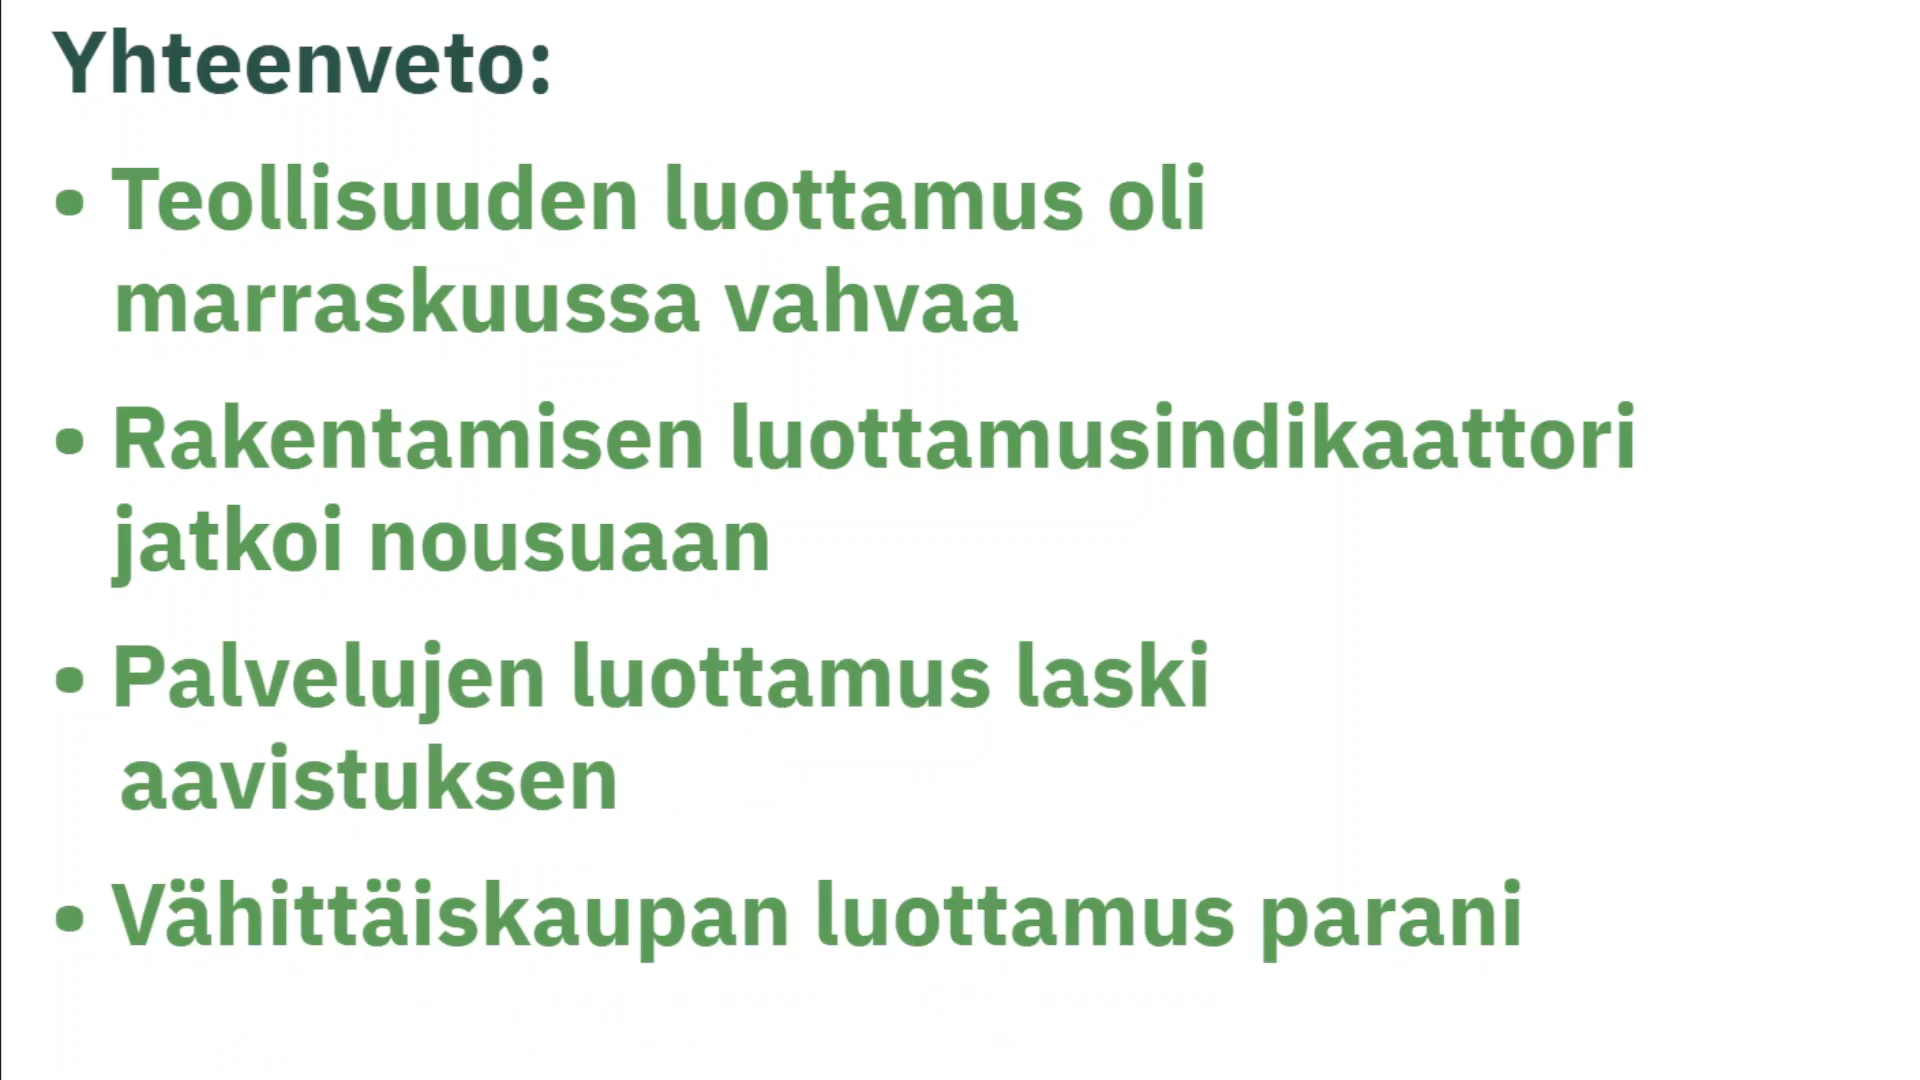 Yhteenveto:
• Teollisuuden luottamus oli
marraskuussa vahvaa
• Rakentamisen luottamusindikaattori
jatkoi nousuaan
• Palvelujen luottamus laski
aavistuksen
• Vähittäiskaupan luottamus parani